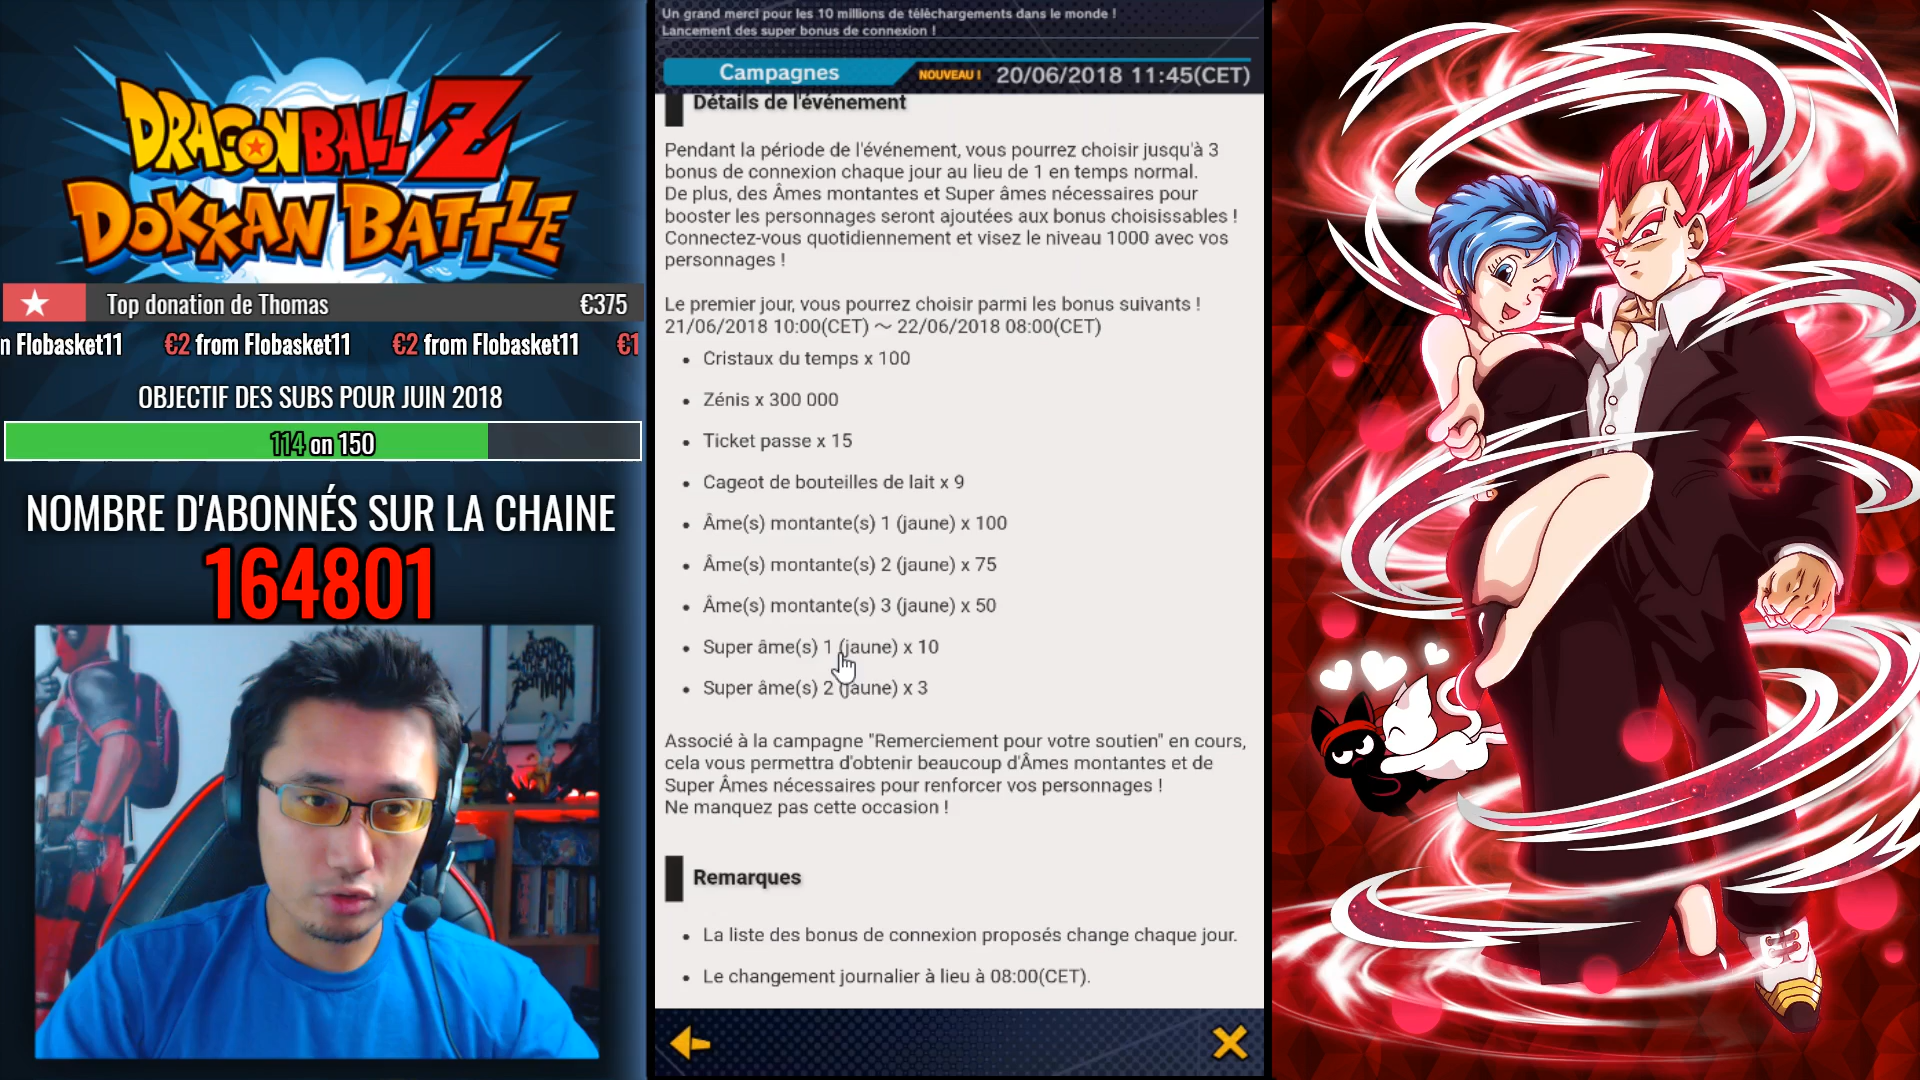 DRAGON BALL Z
DOKKAN BATTLE
Top donation de Thomas €375
n Flobasket11 €2 from Flobasket11 €2 from Flobasket11 €1
OBJECTIF DES SUBS POUR JUIN 2018
114 on 150
NOMBRE D'ABONNÉS SUR LA CHAINE
164801
Un grand merci pour les 10 millions de téléchargements dans le monde !
Lancement des super bonus de connexion !
Campagnes NOUVEAU ! 20/06/2018 11:45(CET)
Détails de l'événement
Pendant la période de l'événement, vous pourrez choisir jusqu'à 3
bonus de connexion chaque jour au lieu de 1 en temps normal.
De plus, des Âmes montantes et Super âmes nécessaires pour
booster les personnages seront ajoutées aux bonus choisissables !
Connectez-vous quotidiennement et visez le niveau 1000 avec vos
personnages !
Le premier jour, vous pourrez choisir parmi les bonus suivants !
21/06/2018 10:00(CET) ～ 22/06/2018 08:00(CET)
• Cristaux du temps x 100
• Zénis x 300 000
• Ticket passe x 15
• Cageot de bouteilles de lait x 9
• Âme(s) montante(s) 1 (jaune) x 100
• Âme(s) montante(s) 2 (jaune) x 75
• Âme(s) montante(s) 3 (jaune) x 50
• Super âme(s) 1 (jaune) x 10
• Super âme(s) 2 (jaune) x 3
Associé à la campagne "Remerciement pour votre soutien" en cours,
cela vous permettra d'obtenir beaucoup d'Âmes montantes et de
Super Âmes nécessaires pour renforcer vos personnages !
Ne manquez pas cette occasion !
Remarques
• La liste des bonus de connexion proposés change chaque jour.
• Le changement journalier à lieu à 08:00(CET).